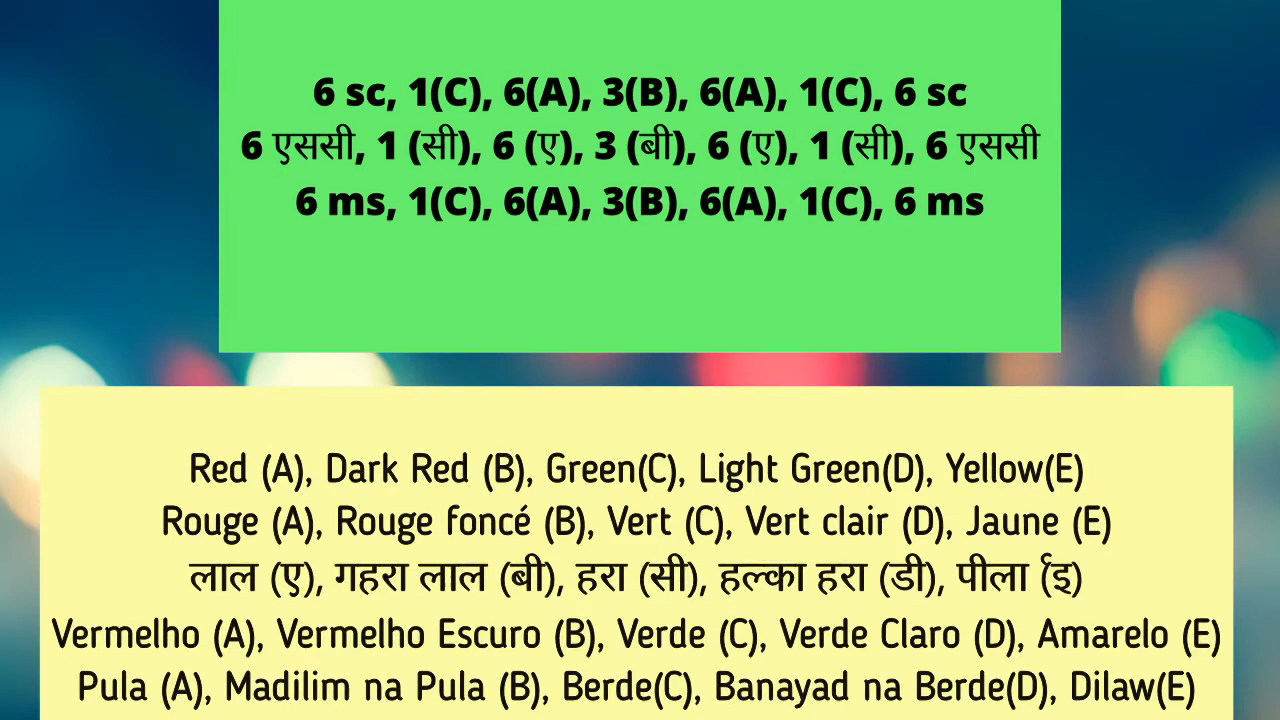 6 sc, 1(C), 6(A), 3(B), 6(A), 1(C), 6 sc
6 एससी, 1 (सी), 6 (ए), 3 (बी), 6 (ए), 1 (सी), 6 एससी
6 ms, 1(C), 6(A), 3(B), 6(A), 1(C), 6 ms
Red (A), Dark Red (B), Green(C), Light Green(D), Yellow(E)
Rouge (A), Rouge foncé (B), Vert (C), Vert clair (D), Jaune (E)
लाल (ए), गहरा लाल (बी), हरा (सी), हल्का हरा (डी), पीला (इ)
Vermelho (A), Vermelho Escuro (B), Verde (C), Verde Claro (D), Amarelo (E)
Pula (A), Madilim na Pula (B), Berde(C), Banayad na Berde(D), Dilaw(E)